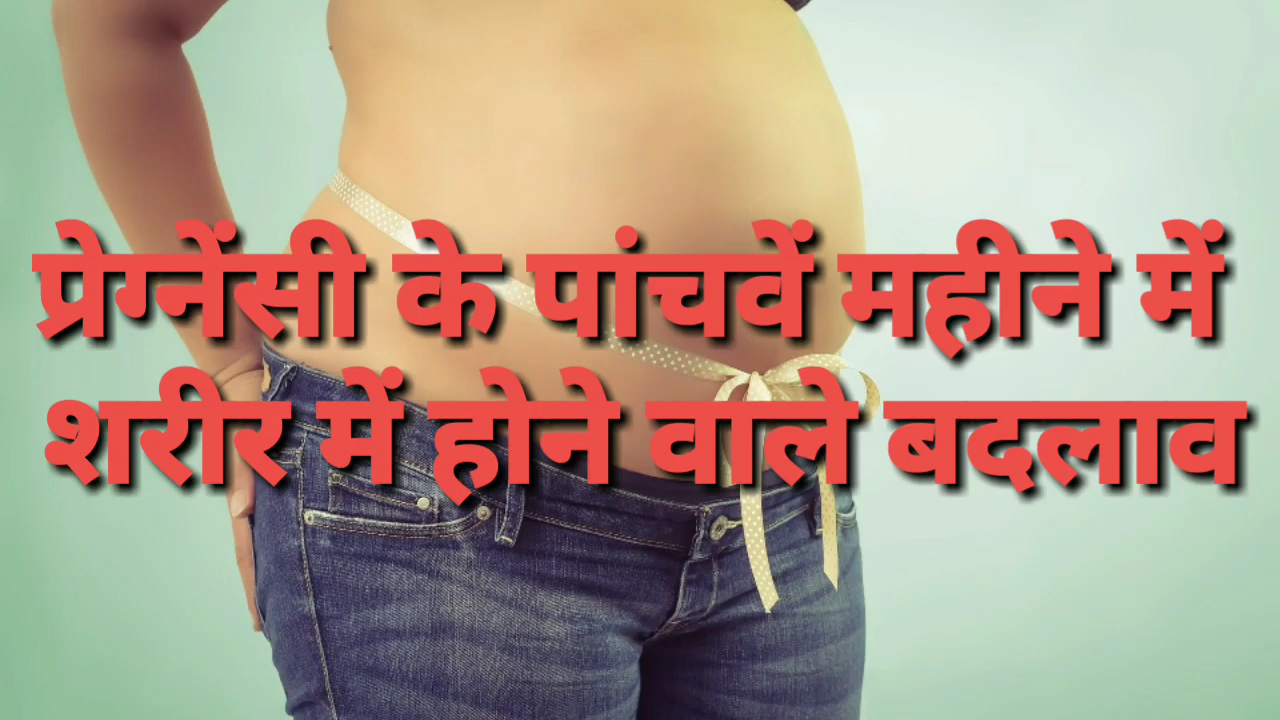 प्रेग्नेंसी के पांचवें महीने में
शरीर में होने वाले बदलाव